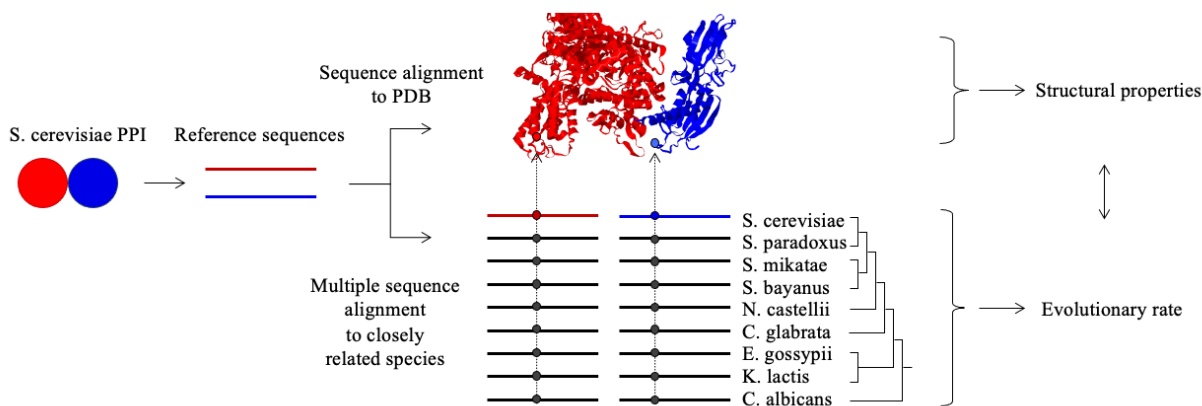 Sequence alignment
to PDB
Structural properties
S. cerevisiae PPI
Reference sequences
S. cerevisiae
S. paradoxus
S. mikatae
S. bayanus
N. castellii
C. glabrata
E. gossypii
K. lactis
C. albicans
Multiple sequence
alignment
to closely
related species
Evolutionary rate